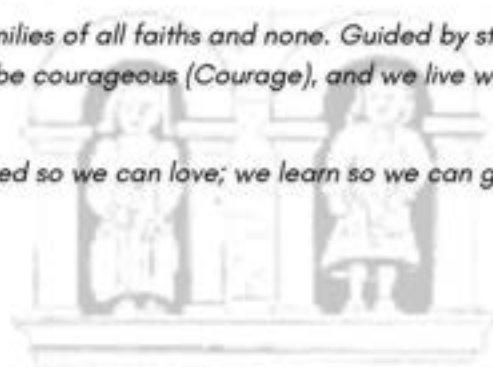 milies of all faiths and none. Guided by st
be courageous (Courage), and we live w
ed so we can love; we learn so we can g